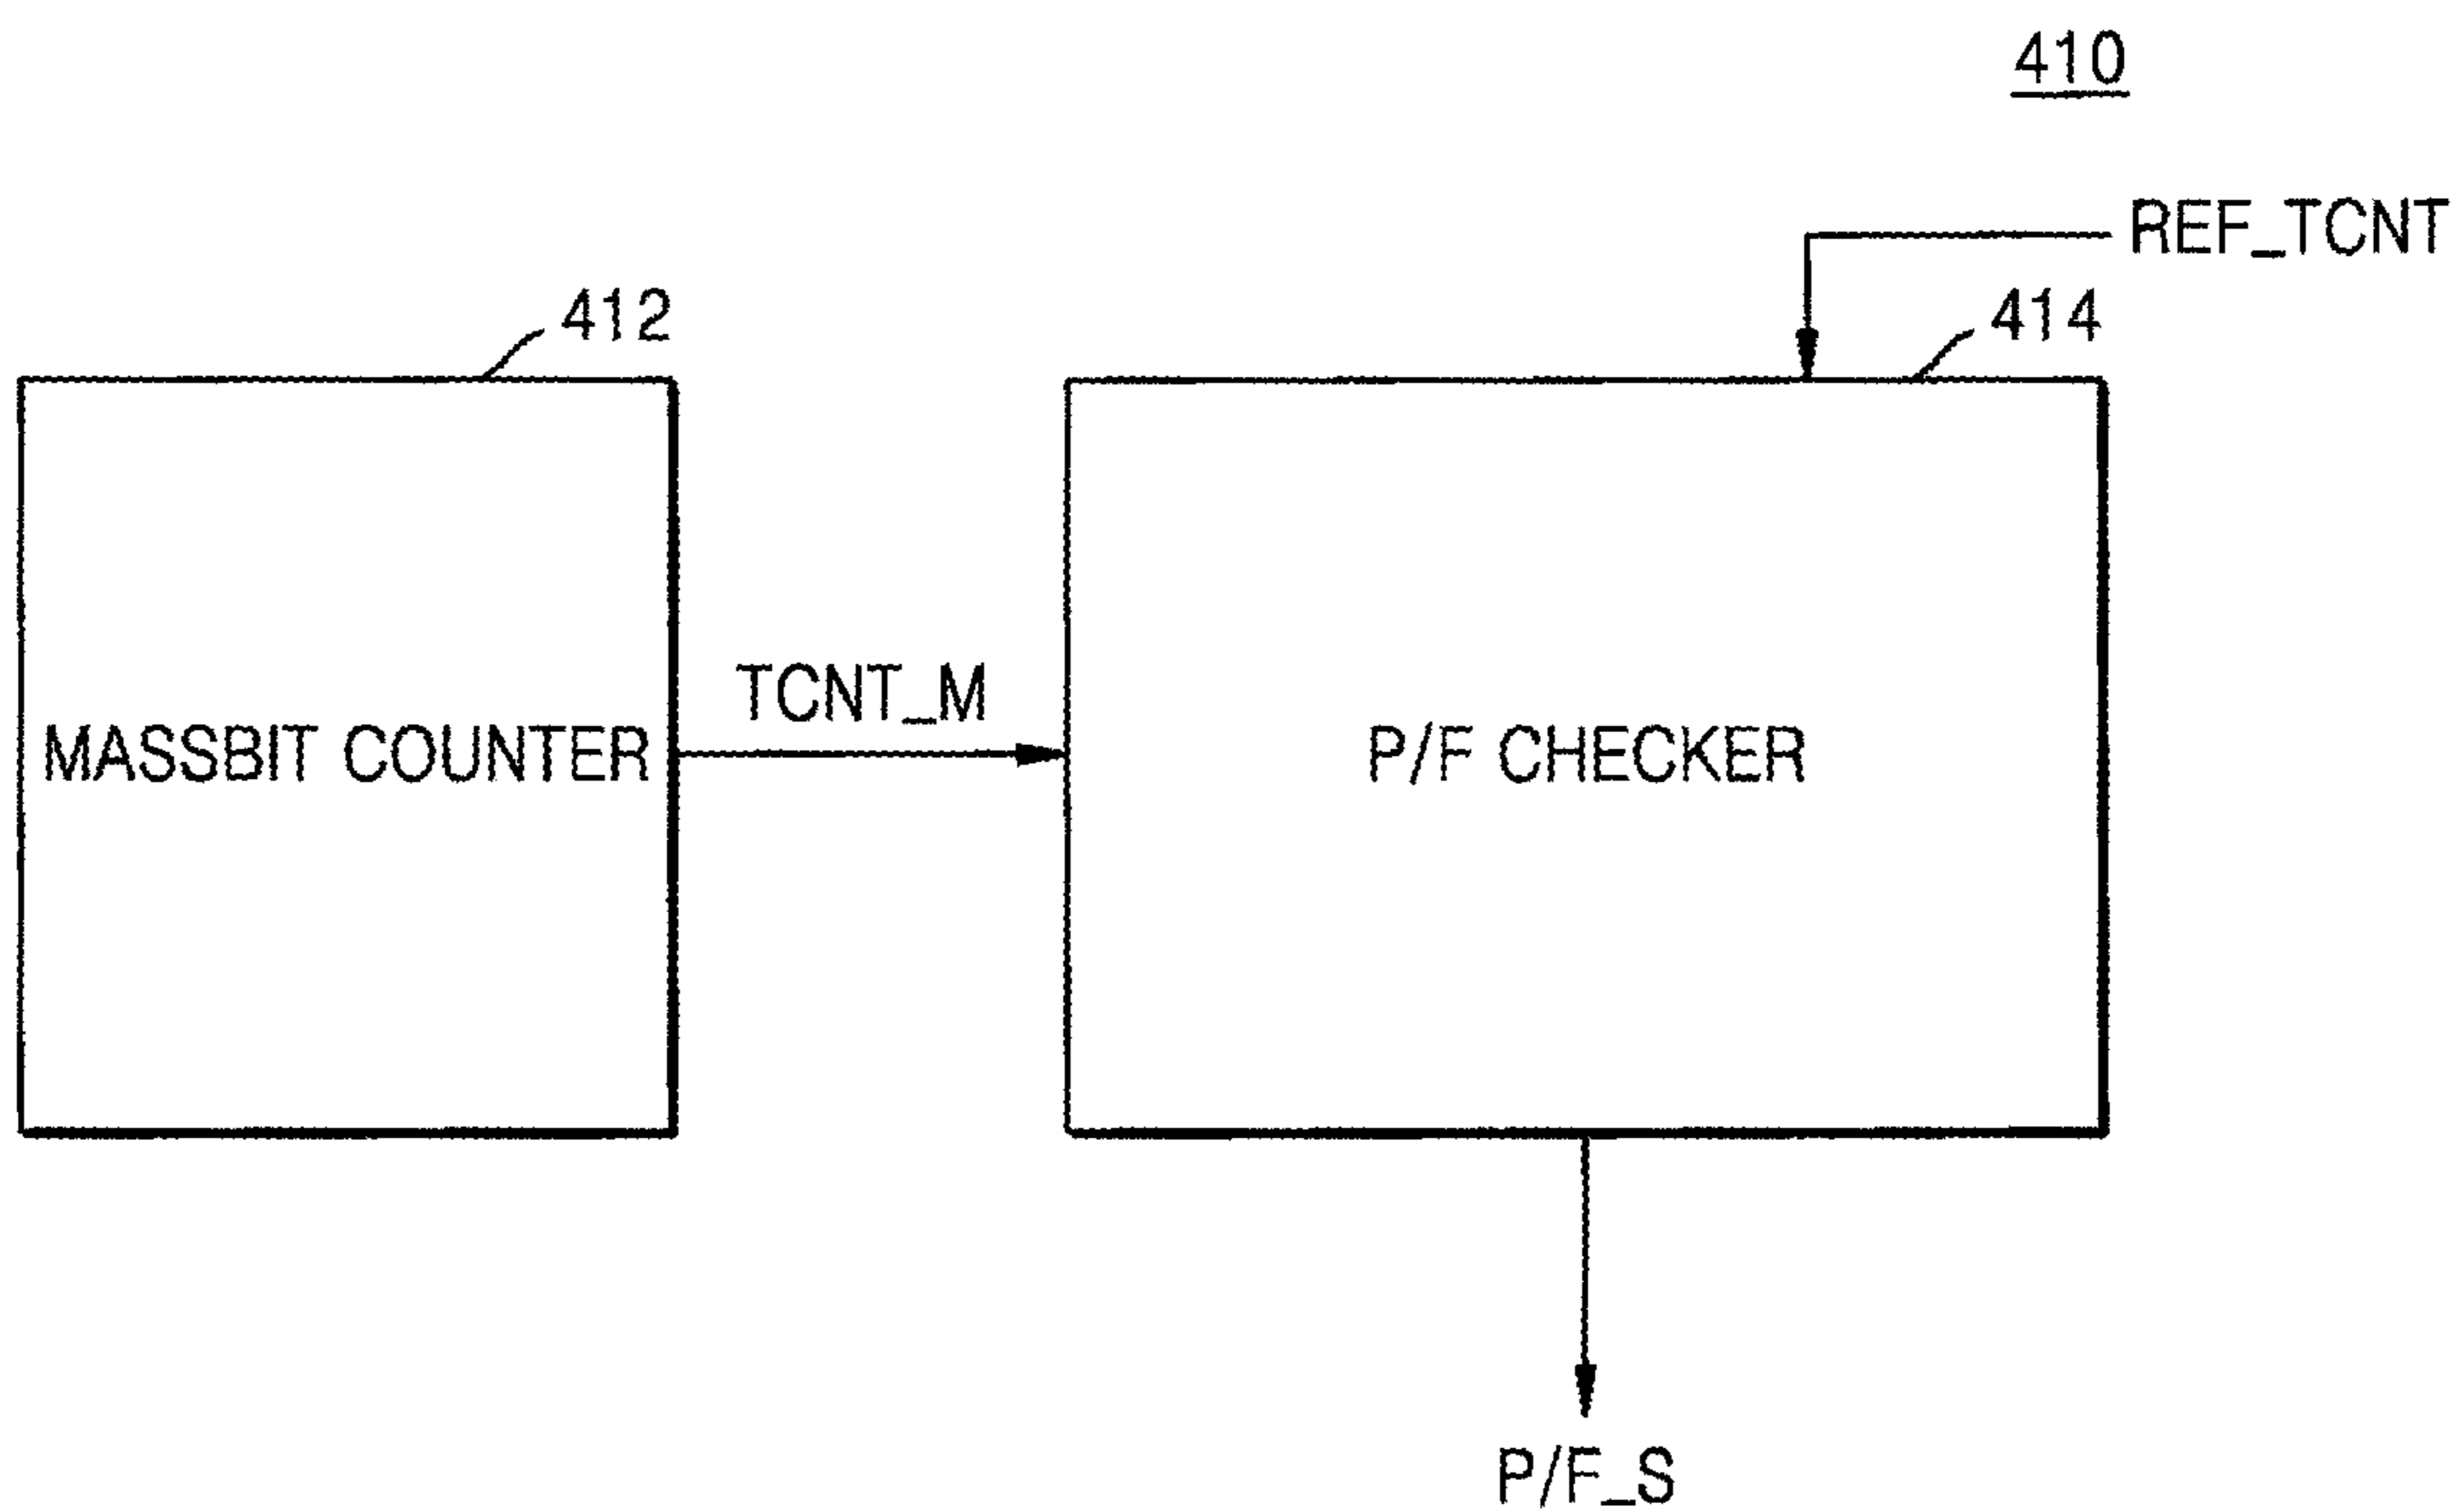 410
REF_TCNT
412
414
TCNT_M
MASSBIT COUNTER
P/F CHECKER
P/F_S